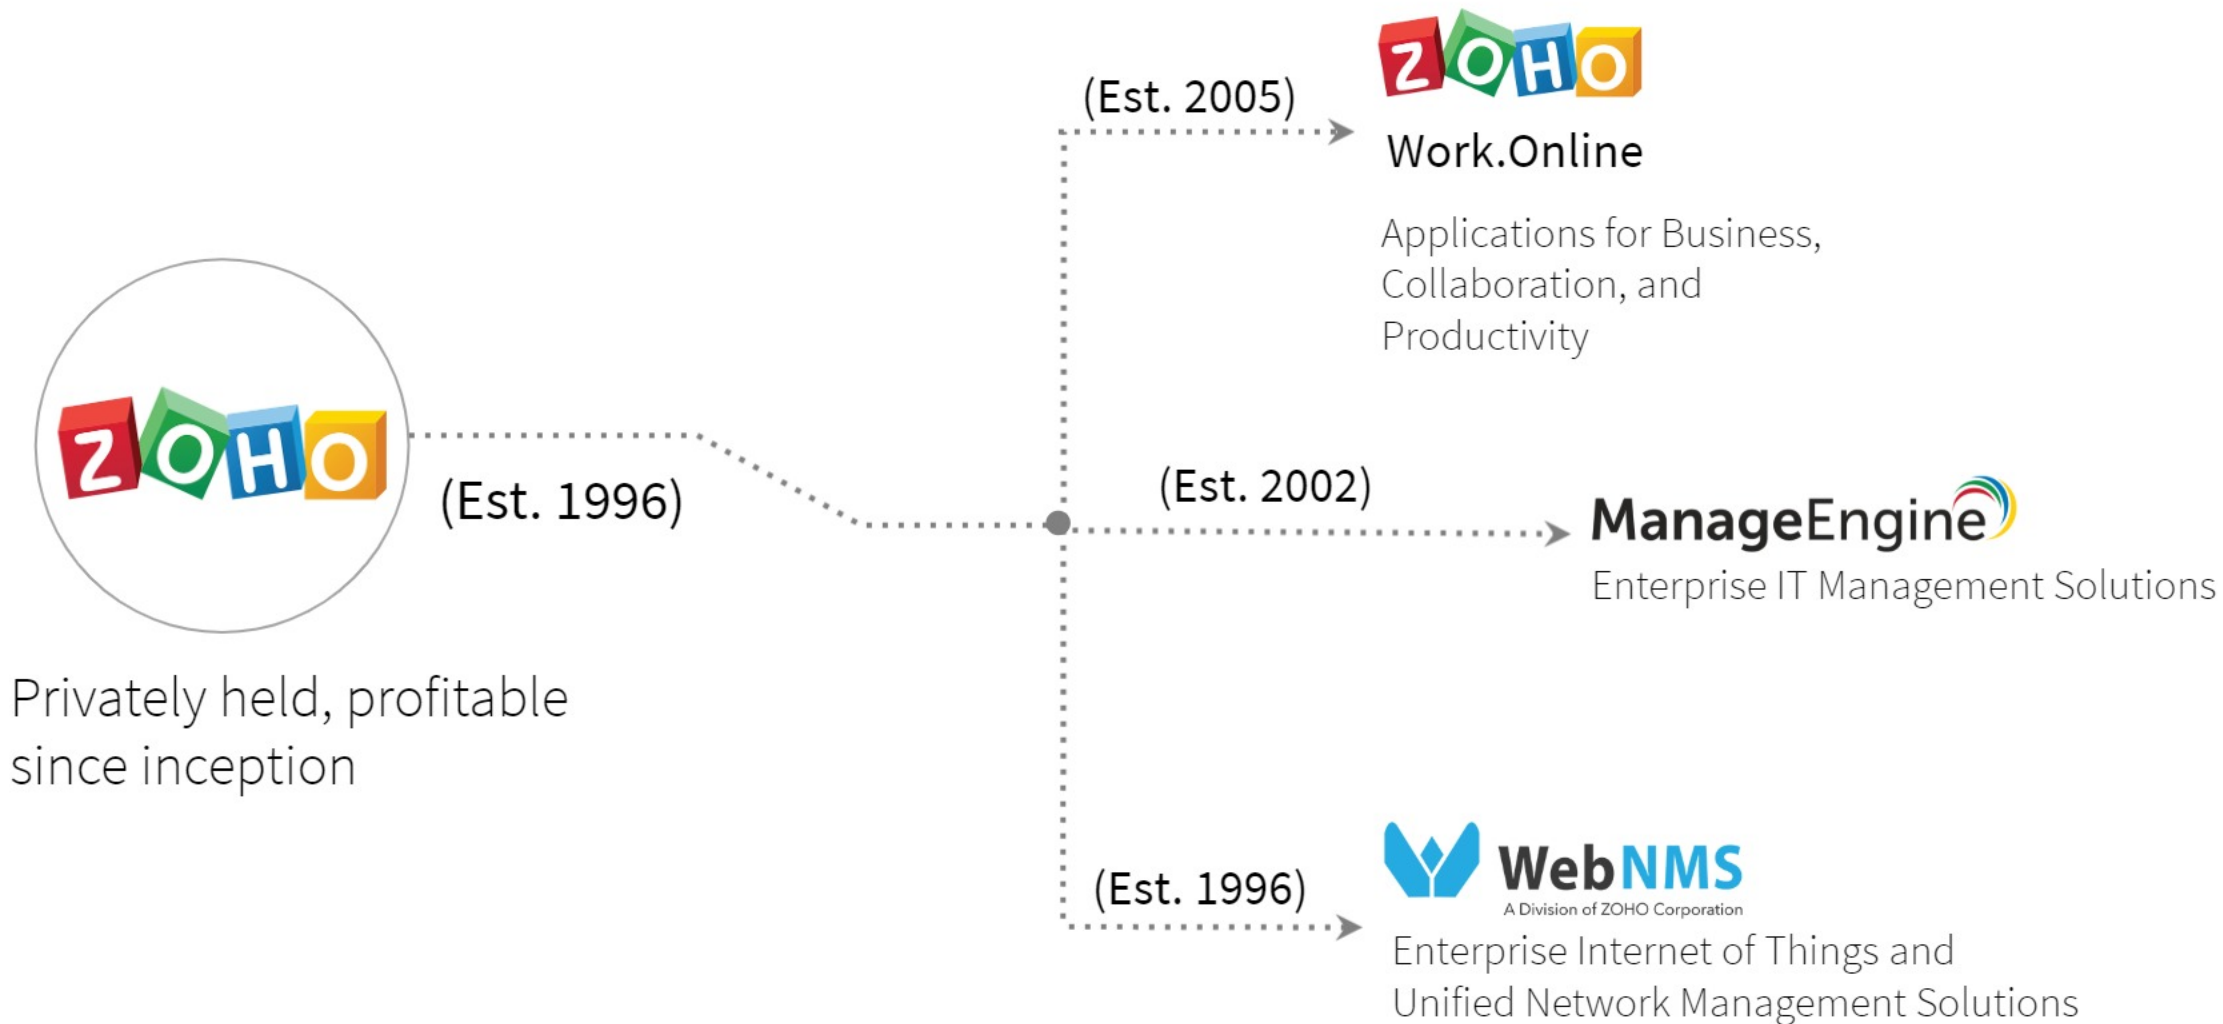 ZOHO
(Est. 1996)
Privately held, profitable
since inception
(Est. 2005)
ZOHO
Work.Online
Applications for Business,
Collaboration, and
Productivity
(Est. 2002)
ManageEngine
Enterprise IT Management Solutions
(Est. 1996)
WebNMS
A Division of ZOHO Corporation
Enterprise Internet of Things and
Unified Network Management Solutions